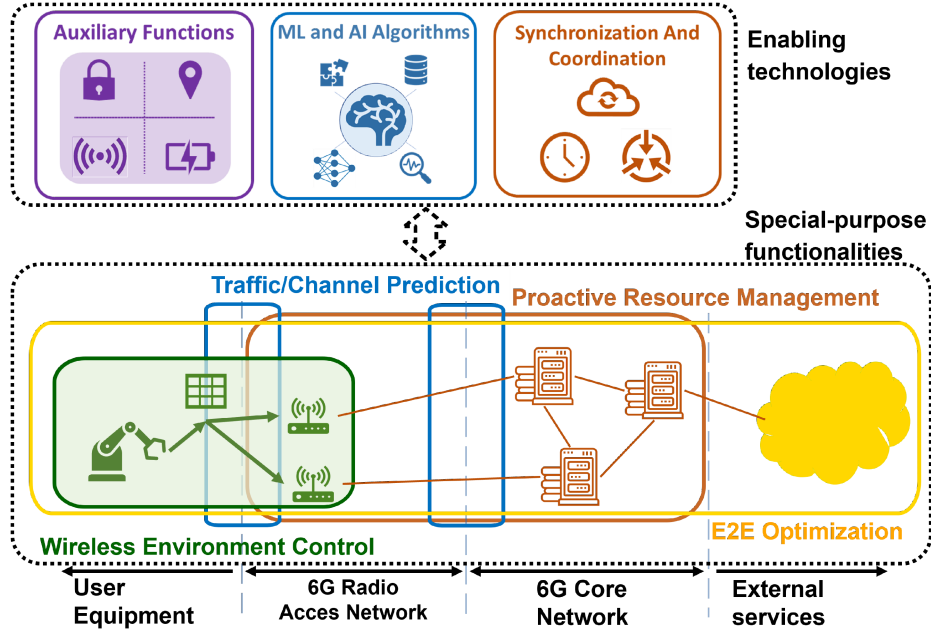 Auxiliary Functions
ML and AI Algorithms
Synchronization And
Coordination
Enabling
technologies
Special-purpose
functionalities
Traffic/Channel Prediction
Proactive Resource Management
E2E Optimization
Wireless Environment Control
User
Equipment
6G Radio
Acces Network
6G Core
Network
External
services